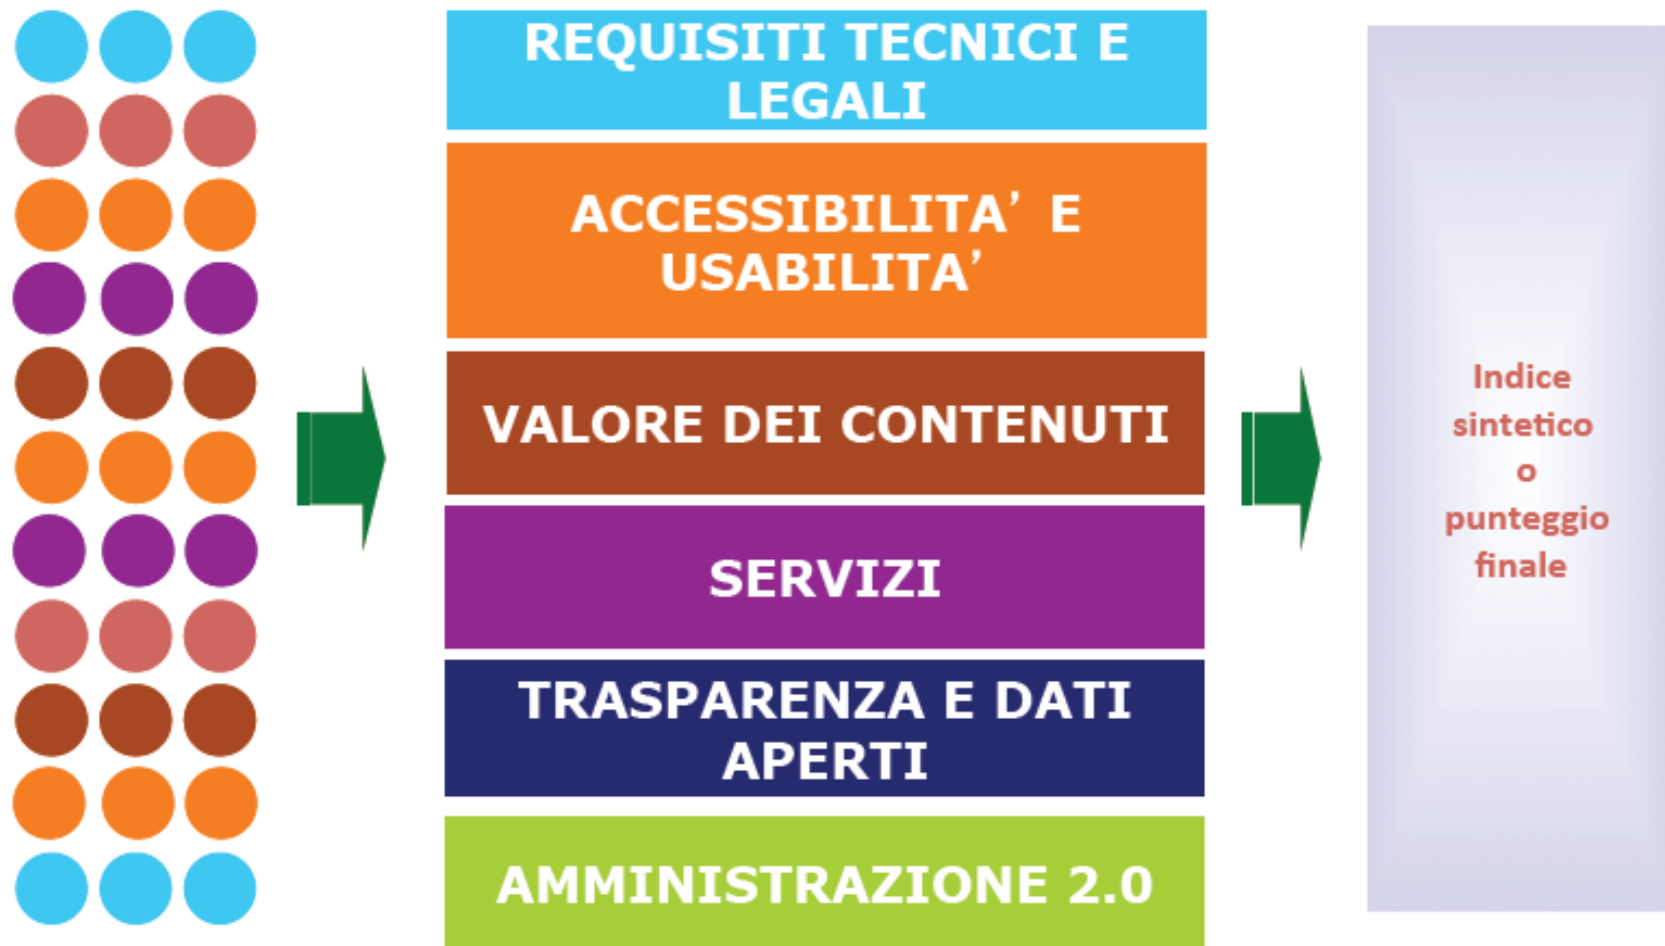 REQUISITI TECNICI E
LEGALI
ACCESSIBILITA’ E
USABILITA’
VALORE DEI CONTENUTI
SERVIZI
TRASPARENZA E DATI
APERTI
AMMINISTRAZIONE 2.0
Indice
sintetico
o
punteggio
finale